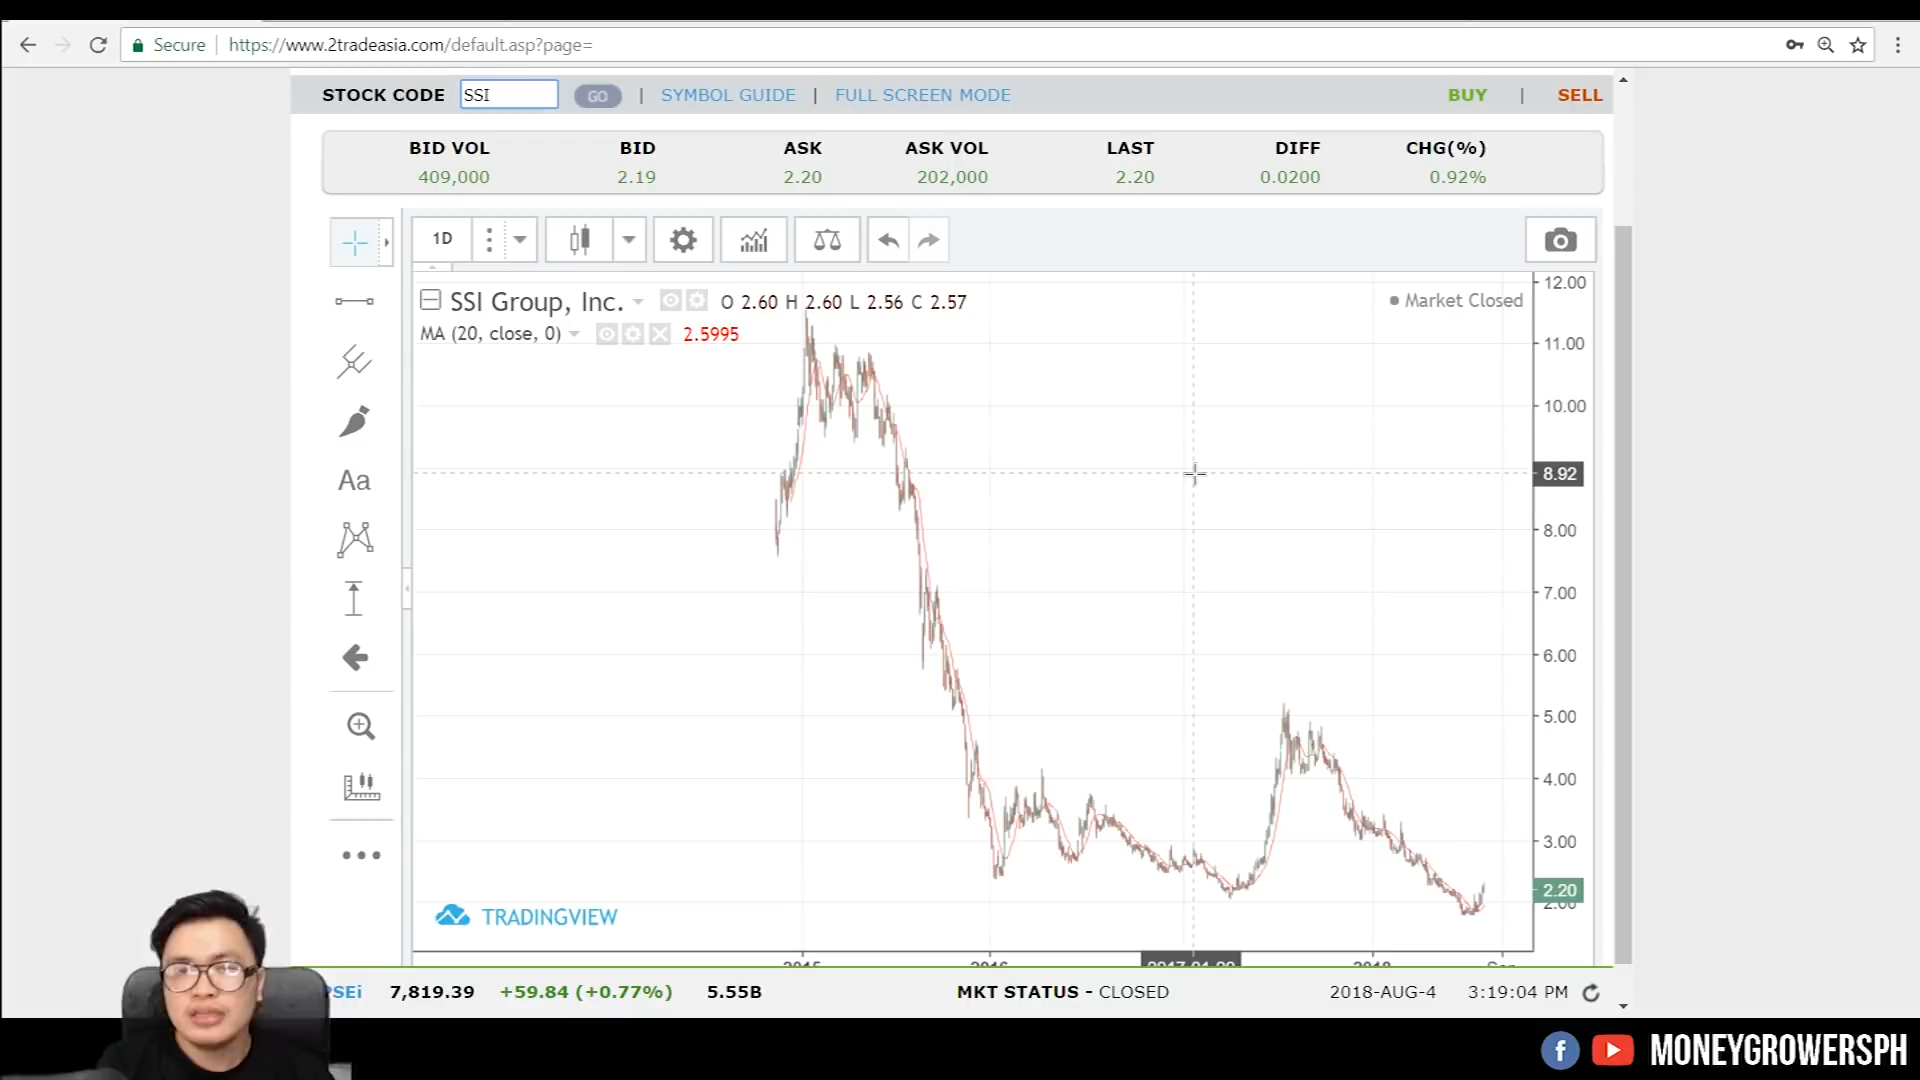 Secure https://www.2tradeasia.com/default.asp?page=
STOCK CODE SSI GO | SYMBOL GUIDE | FULL SCREEN MODE BUY | SELL
BID VOL BID ASK ASK VOL LAST DIFF CHG(%)
409,000 2.19 2.20 202,000 2.20 0.0200 0.92%
1D
SSI Group, Inc. O 2.60 H 2.60 L 2.56 C 2.57 Market Closed
MA (20, close, 0) 2.5995
12.00
11.00
10.00
8.92
8.00
7.00
6.00
5.00
4.00
3.00
2.20
2.00
Aa
TRADINGVIEW
2015 2016 2018 Sep
PSEi 7,819.39 +59.84 (+0.77%) 5.55B MKT STATUS - CLOSED 2018-AUG-4 3:19:04 PM
f MONEYGROWERSPH